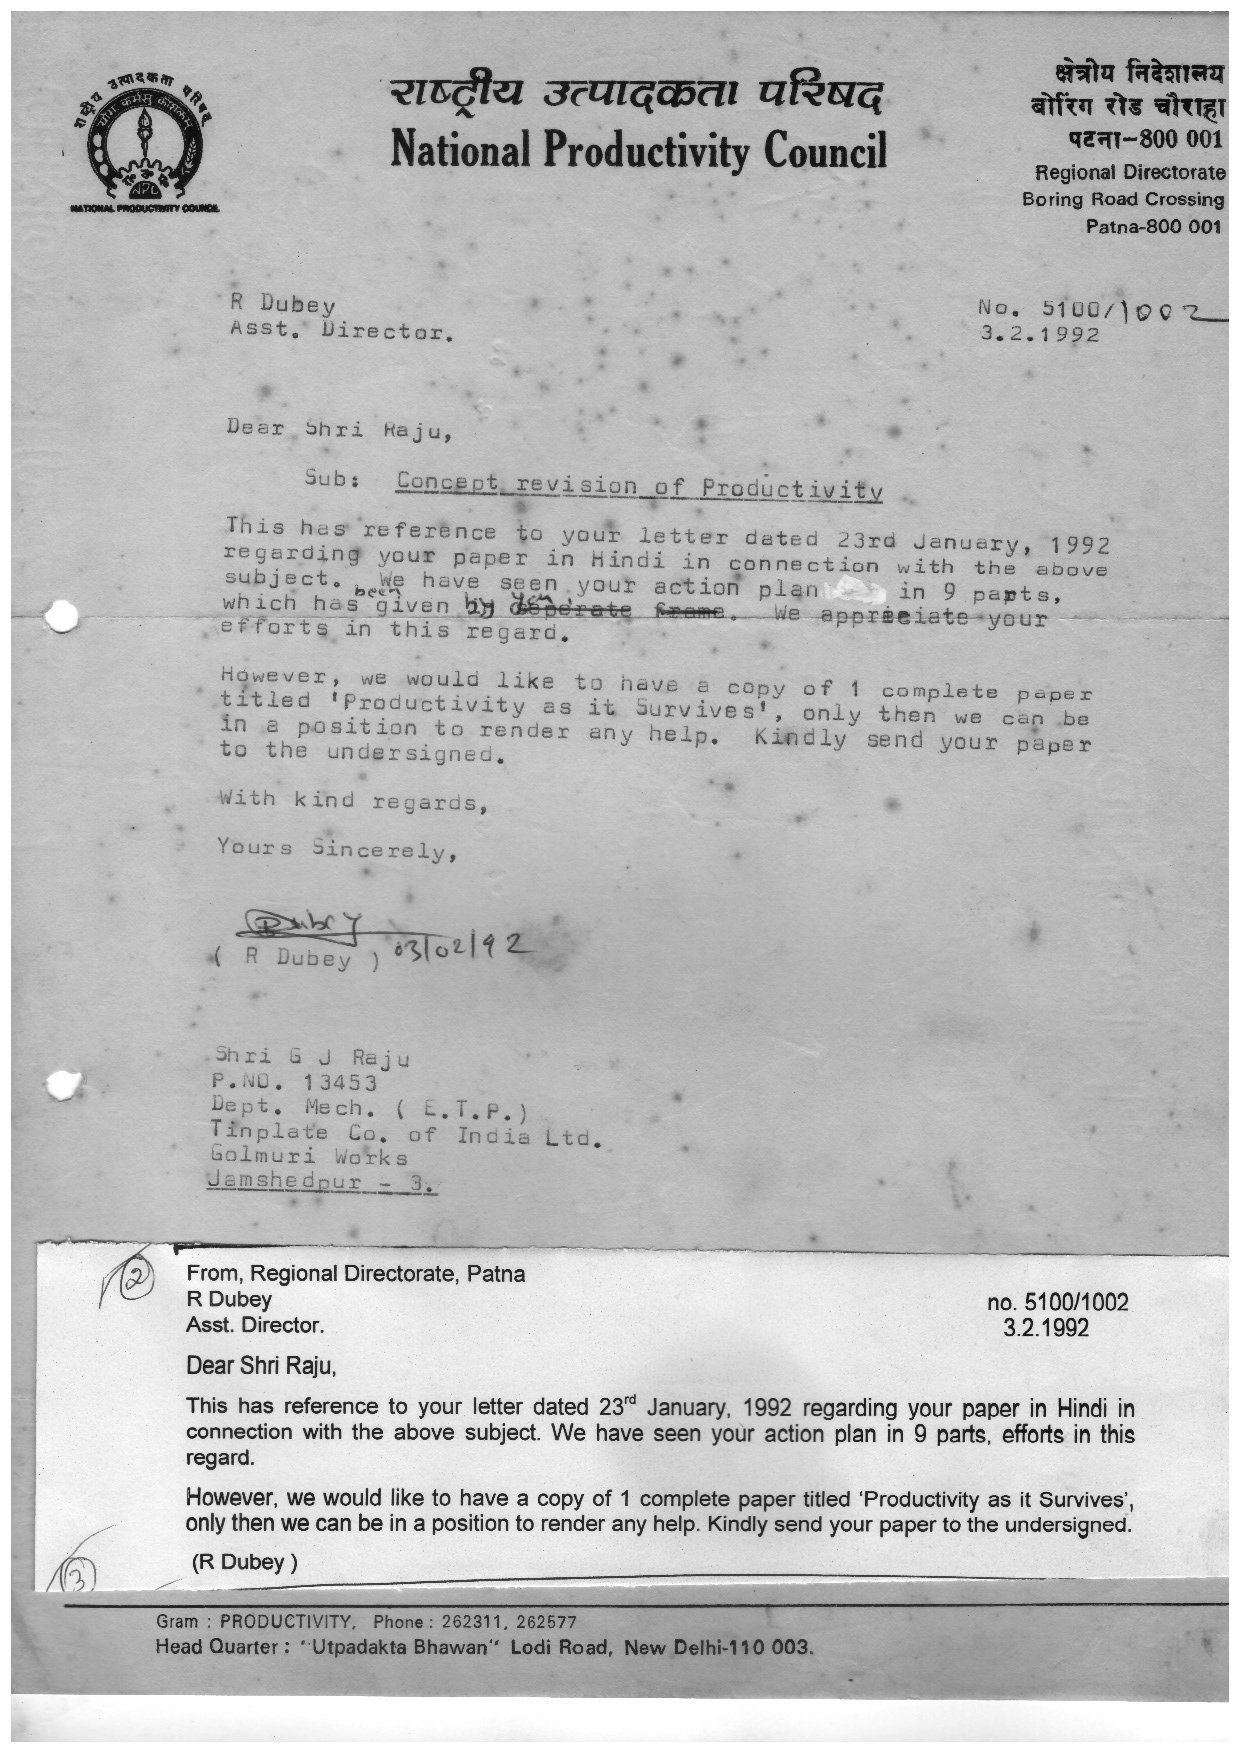 राष्ट्रीय उत्पादकता परिषद
योगः कर्मसु कौशलम्
NPC
NATIONAL PRODUCTIVITY COUNCIL
राष्ट्रीय उत्पादकता परिषद
National Productivity Council
क्षेत्रीय निदेशालय
बोरिंग रोड चौराहा
पटना-800 001
Regional Directorate
Boring Road Crossing
Patna-800 001
R Dubey
Asst. Director.
No. 5100/1002
3.2.1992
Dear Shri Raju,
Sub: Concept revision of Productivity
This has reference to your letter dated 23rd January, 1992
regarding your paper in Hindi in connection with the above
subject. We have seen your action plan in 9 parts,
which has been given by you seperate frame. We appreciate your
efforts in this regard.
However, we would like to have a copy of 1 complete paper
titled 'Productivity as it Survives', only then we can be
in a position to render any help. Kindly send your paper
to the undersigned.
With kind regards,
Yours Sincerely,
RDubey
03/02/92
( R Dubey )
Shri G J Raju
P.NO. 13453
Dept. Mech. ( E.T.P.)
Tinplate Co. of India Ltd.
Golmuri Works
Jamshedpur - 3.
2
From, Regional Directorate, Patna
R Dubey
no. 5100/1002
Asst. Director.
3.2.1992
Dear Shri Raju,
This has reference to your letter dated 23rd January, 1992 regarding your paper in Hindi in
connection with the above subject. We have seen your action plan in 9 parts, efforts in this
regard.
However, we would like to have a copy of 1 complete paper titled ‘Productivity as it Survives’,
only then we can be in a position to render any help. Kindly send your paper to the undersigned.
(R Dubey )
3
Gram : PRODUCTIVITY, Phone : 262311, 262577
Head Quarter : "Utpadakta Bhawan" Lodi Road, New Delhi-110 003.